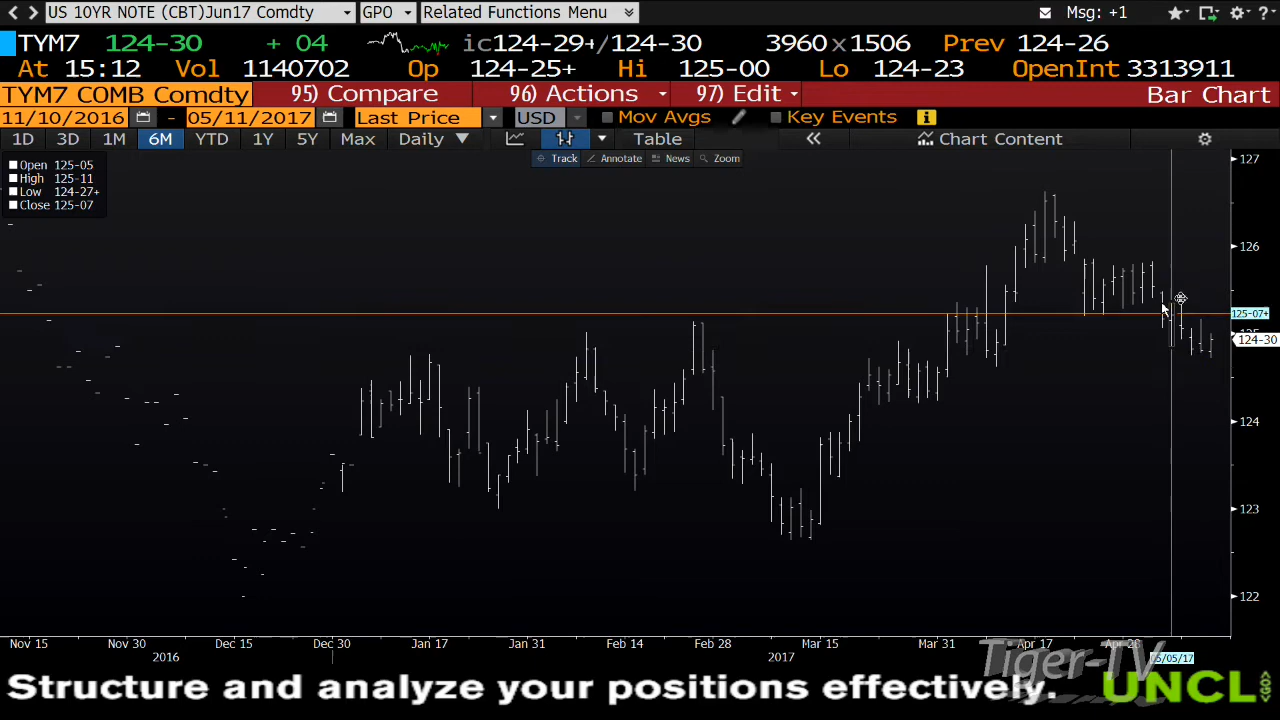 US 10YR NOTE (CBT)Jun17 Comdty GPO Related Functions Menu Msg: +1
TYM7 124-30 + 04 ic124-29+/124-30 3960x1506 Prev 124-26
At 15:12 Vol 1140702 Op 124-25+ Hi 125-00 Lo 124-23 OpenInt 3313911
TYM7 COMB Comdty 95) Compare 96) Actions 97) Edit Bar Chart
11/10/2016 - 05/11/2017 Last Price USD Mov Avgs Key Events
1D 3D 1M 6M YTD 1Y 5Y Max Daily Table Chart Content
Track Annotate News Zoom
Open 125-05
High 125-11
Low 124-27+
Close 125-07
127
126
125-07+
124-30
124
123
122
Nov 15 Nov 30 Dec 15 Dec 30 Jan 17 Jan 31 Feb 14 Feb 28 Mar 15 Mar 31 Apr 17 Apr 28
2016 2017 05/05/17
Tiger-TV
Structure and analyze your positions effectively. UNCL